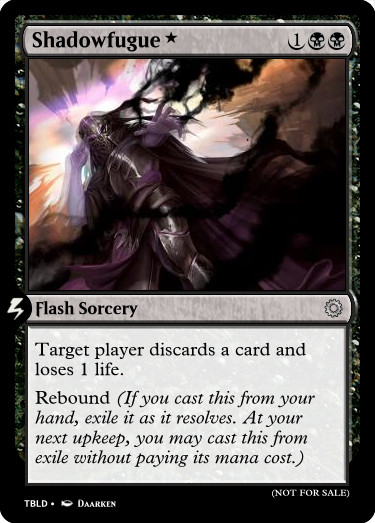 Shadowfugue ★ 1
Flash Sorcery
Target player discards a card and
loses 1 life.
Rebound (If you cast this from your
hand, exile it as it resolves. At your
next upkeep, you may cast this from
exile without paying its mana cost.)
(NOT FOR SALE)
TBLD • DAARKEN